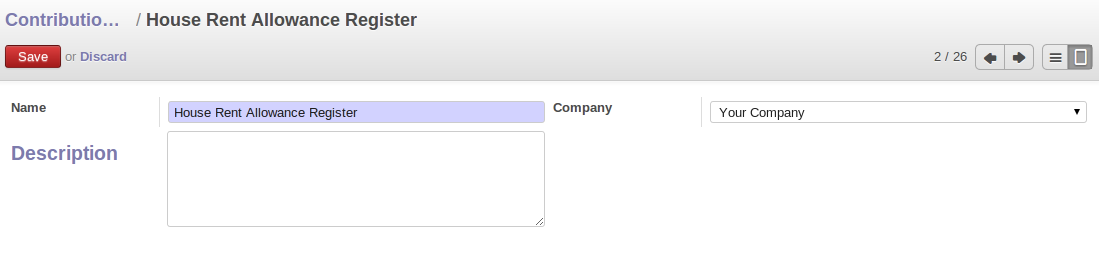 Contributio… / House Rent Allowance Register
Save or Discard 2 / 26
Name House Rent Allowance Register Company Your Company
Description